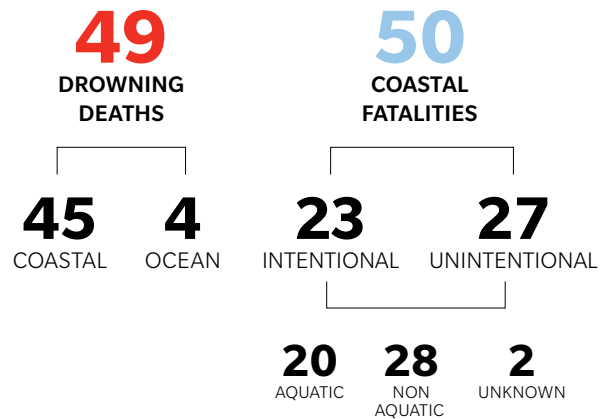 49
DROWNING
DEATHS
45
COASTAL
4
OCEAN
50
COASTAL
FATALITIES
23
INTENTIONAL
27
UNINTENTIONAL
20
AQUATIC
28
NON
AQUATIC
2
UNKNOWN